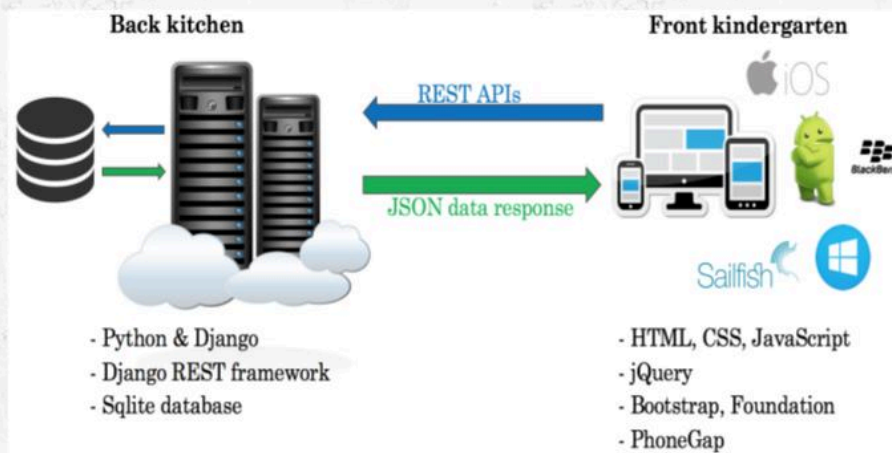 Back kitchen
Front kindergarten
iOS
REST APIs
BlackBer
JSON data response
Sailfish
- Python & Django
- Django REST framework
- Sqlite database
- HTML, CSS, JavaScript
- jQuery
- Bootstrap, Foundation
- PhoneGap